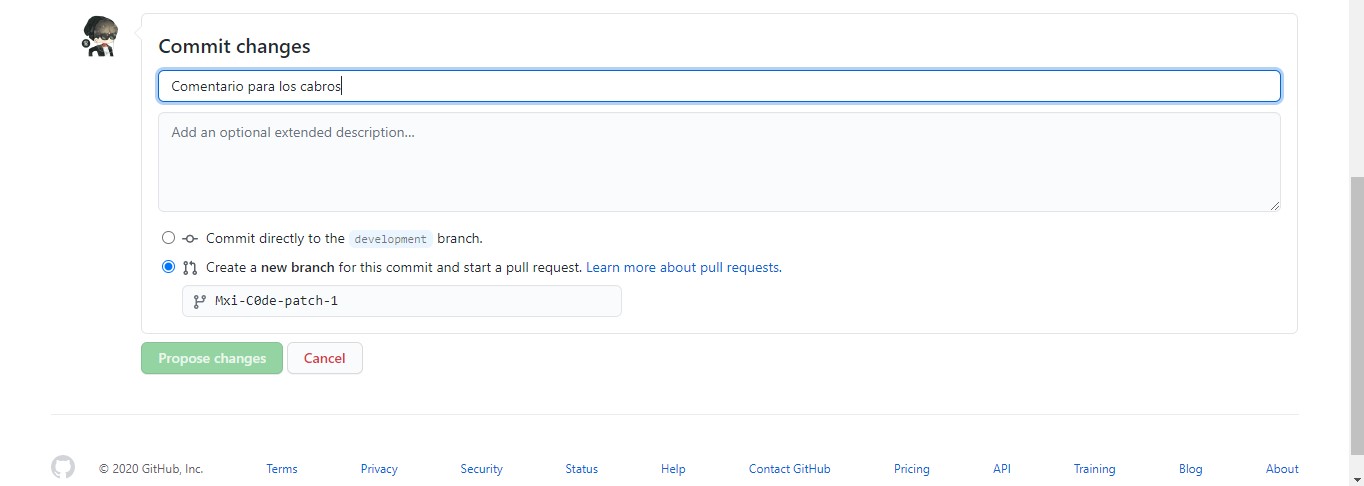 Commit changes
Comentario para los cabros
Add an optional extended description...
Commit directly to the development branch.
Create a new branch for this commit and start a pull request. Learn more about pull requests.
Mxi-C0de-patch-1
Propose changes Cancel
© 2020 GitHub, Inc. Terms Privacy Security Status Help Contact GitHub Pricing API Training Blog About